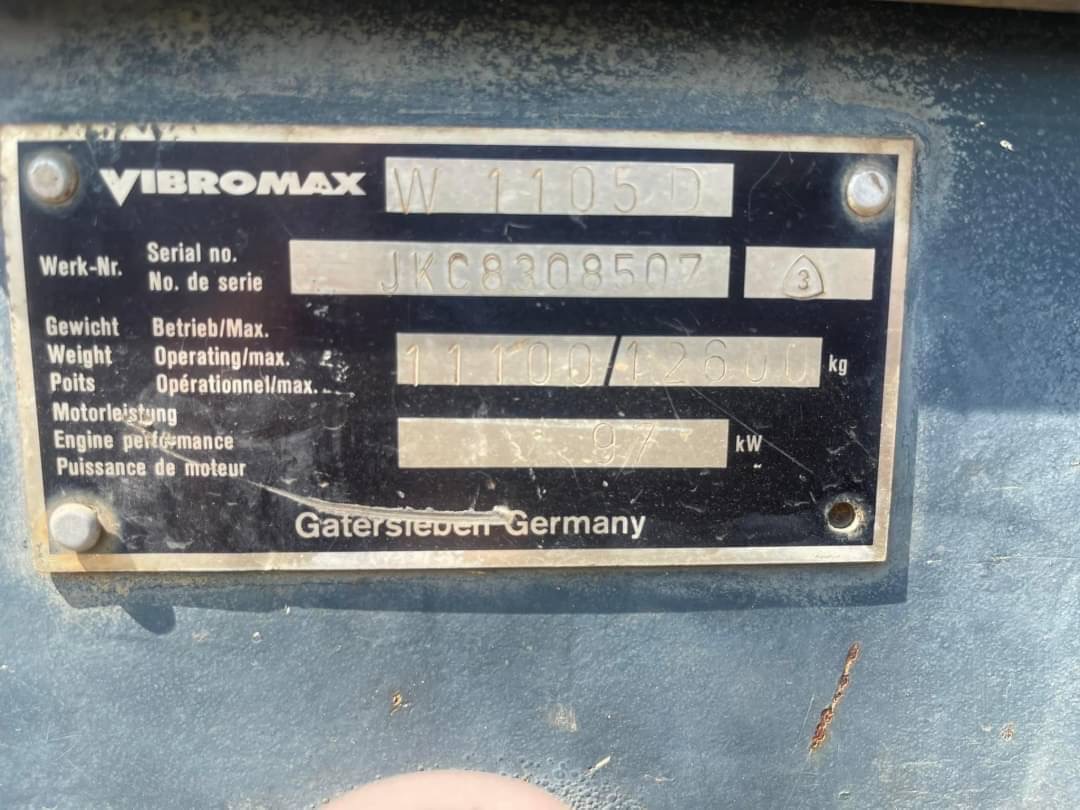 VIBROMAX W 1105 D
Werk-Nr. Serial no. No. de serie JKC8308507 3
Gewicht Betrieb/Max.
Weight Operating/max. 11100/12600 kg
Poits Opérationnel/max.
Motorleistung
Engine performance 97 kW
Puissance de moteur
Gatersleben Germany